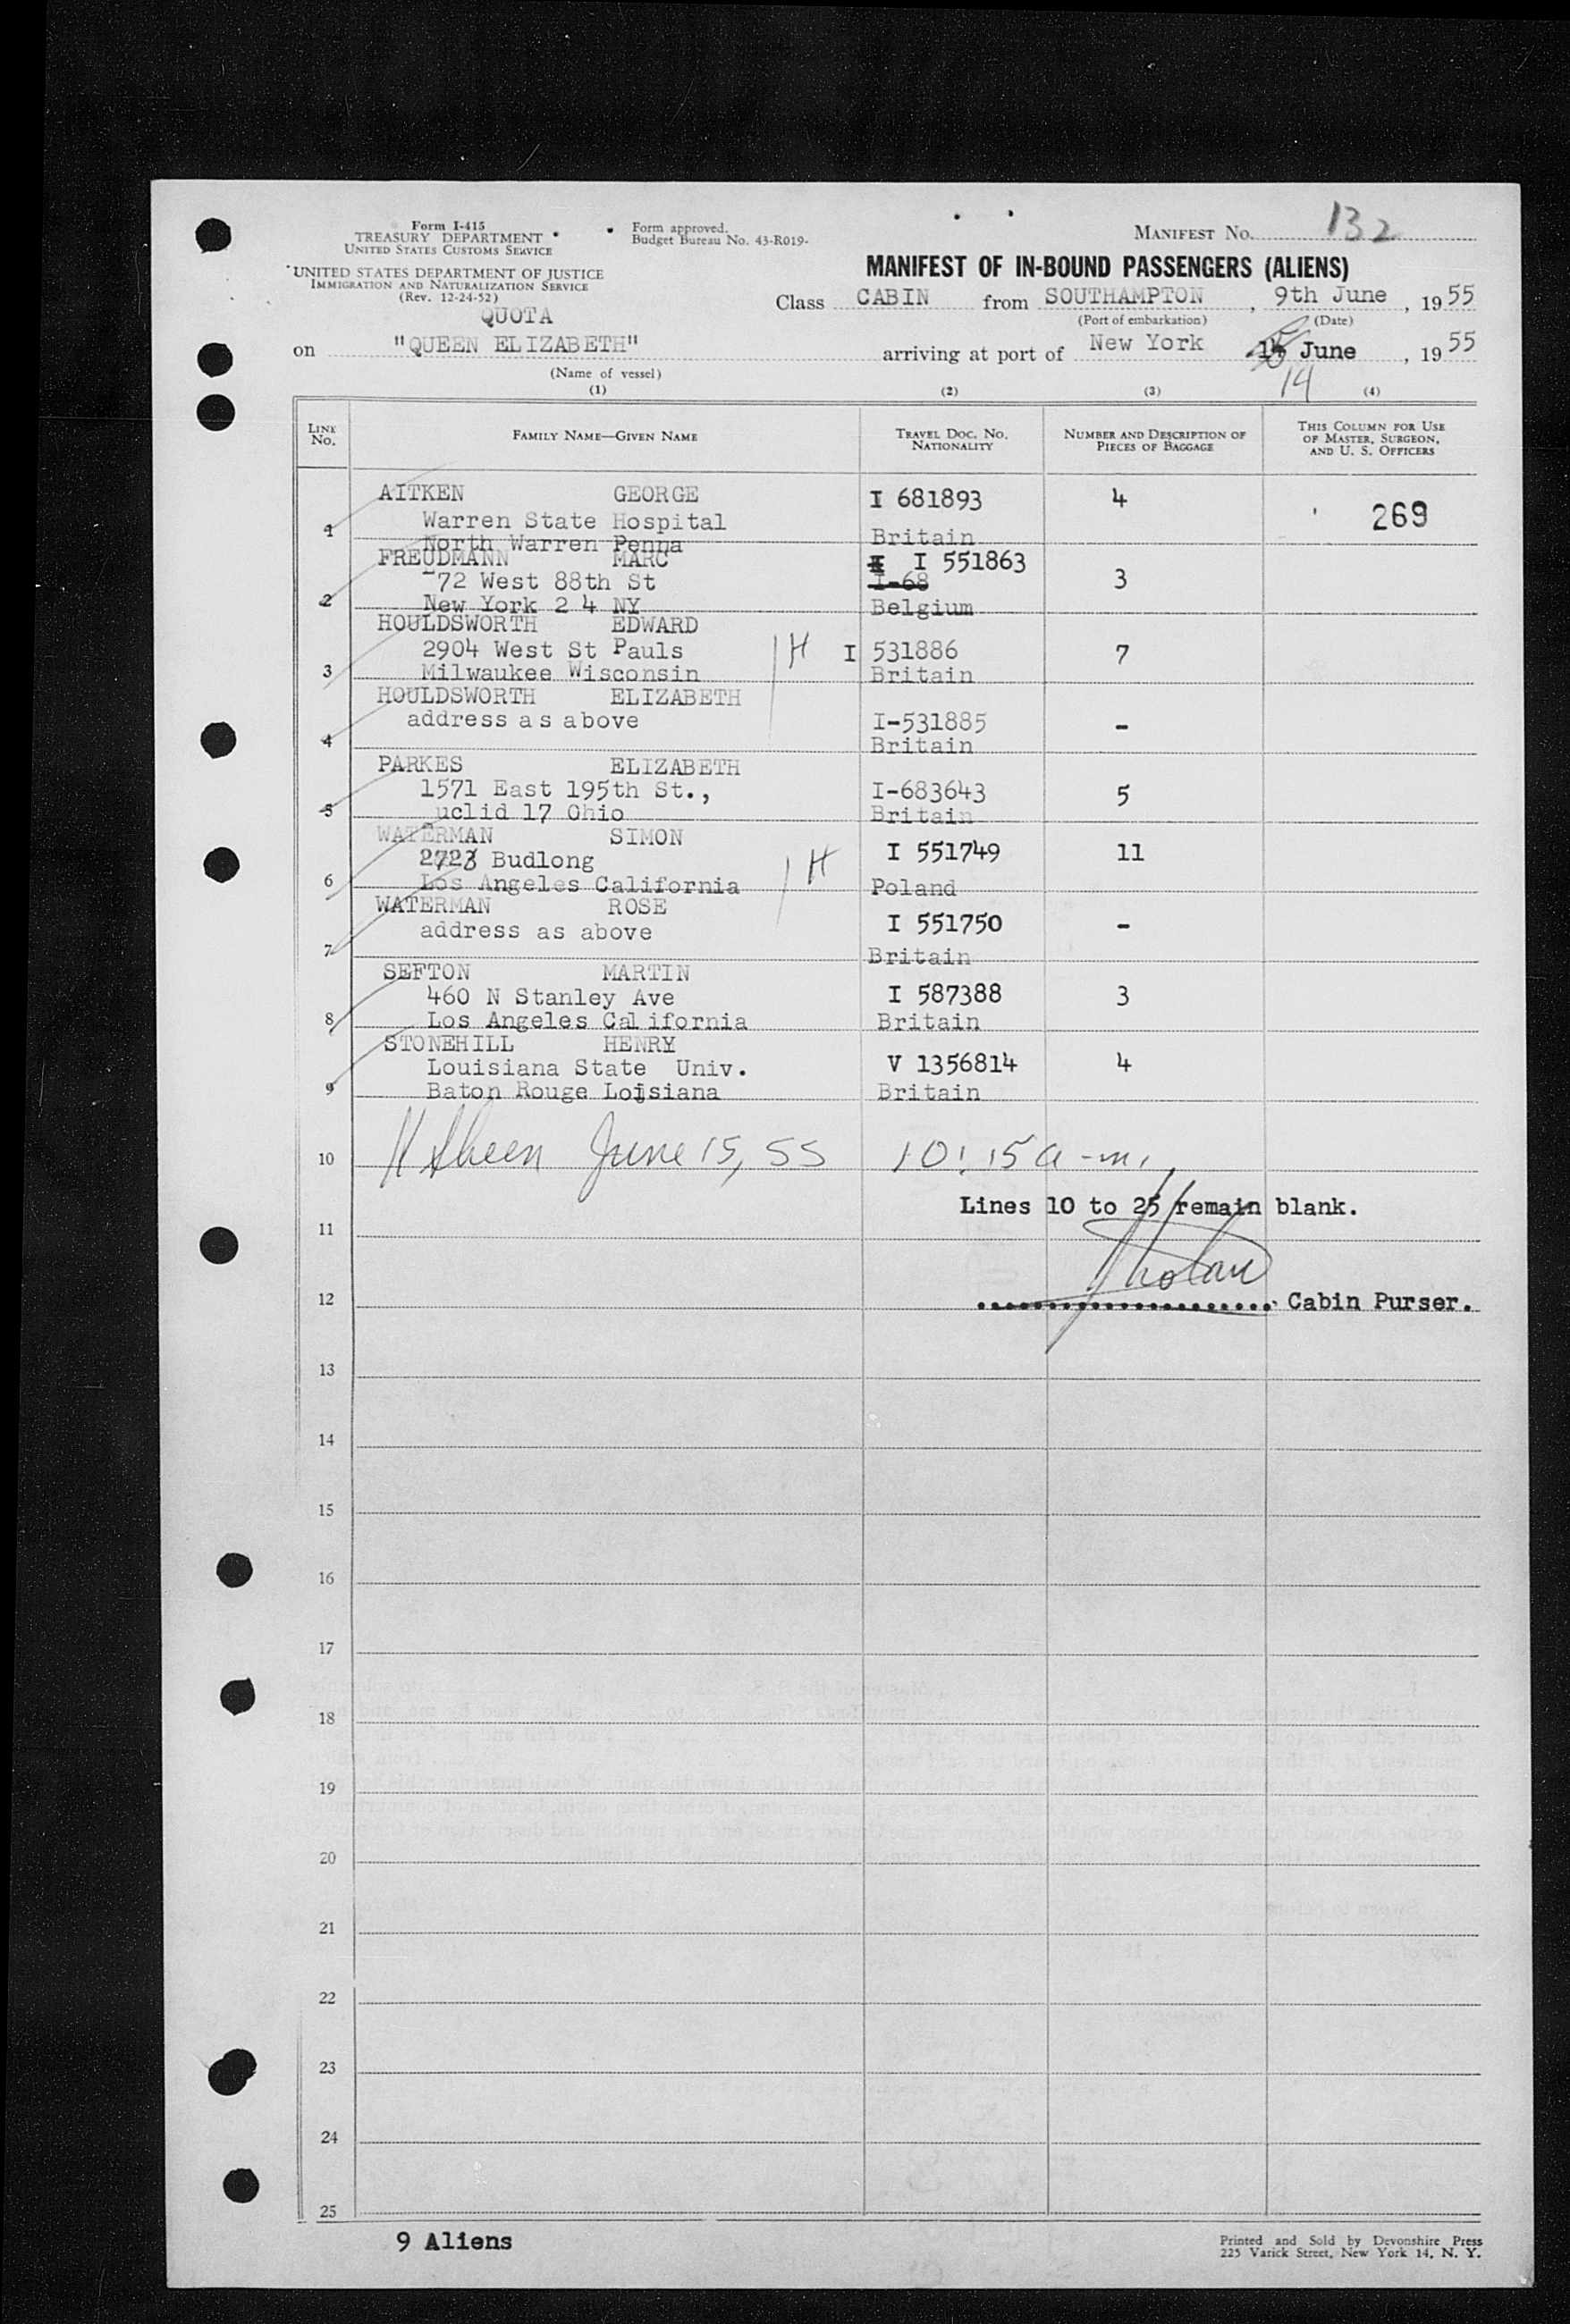 Form I-415
TREASURY DEPARTMENT
UNITED STATES CUSTOMS SERVICE
Form approved.
Budget Bureau No. 43-R019-
MANIFEST No. 132
UNITED STATES DEPARTMENT OF JUSTICE
IMMIGRATION AND NATURALIZATION SERVICE
(Rev. 12-24-52)
QUOTA
MANIFEST OF IN-BOUND PASSENGERS (ALIENS)
Class CABIN from SOUTHAMPTON, 9th June, 1955
(Port of embarkation) (Date)
on "QUEEN ELIZABETH" arriving at port of New York June, 1955
14
(Name of vessel)
(1) (2) (3) (4)
LINE No. FAMILY NAME—GIVEN NAME TRAVEL DOC. No. NATIONALITY NUMBER AND DESCRIPTION OF PIECES OF BAGGAGE THIS COLUMN FOR USE OF MASTER, SURGEON, AND U. S. OFFICERS
AITKEN GEORGE I 681893 4 269
Warren State Hospital
1 North Warren Penna Britain
FREUDMANN MARC I 551863
72 West 88th St I-68 3
2 New York 2 4 NY Belgium
HOULDSWORTH EDWARD
2904 West St Pauls H I 531886 7
3 Milwaukee Wisconsin Britain
HOULDSWORTH ELIZABETH
address as above I-531885 -
4 Britain
PARKES ELIZABETH
1571 East 195th St., I-683643 5
5 uclid 17 Ohio Britain
WATERMAN SIMON
2723 Budlong H I 551749 11
6 Los Angeles California Poland
WATERMAN ROSE
address as above I 551750 -
7 Britain
SEFTON MARTIN
460 N Stanley Ave I 587388 3
8 Los Angeles California Britain
STONEHILL HENRY
Louisiana State Univ. V 1356814 4
9 Baton Rouge Loisiana Britain
10 June 15, 55 10:15 a-m.
Lines 10 to 25 remain blank.
11
12 Cabin Purser.
13
14
15
16
17
18
19
20
21
22
23
24
25
9 Aliens
Printed and Sold by Devonshire Press
225 Varick Street, New York 14, N. Y.